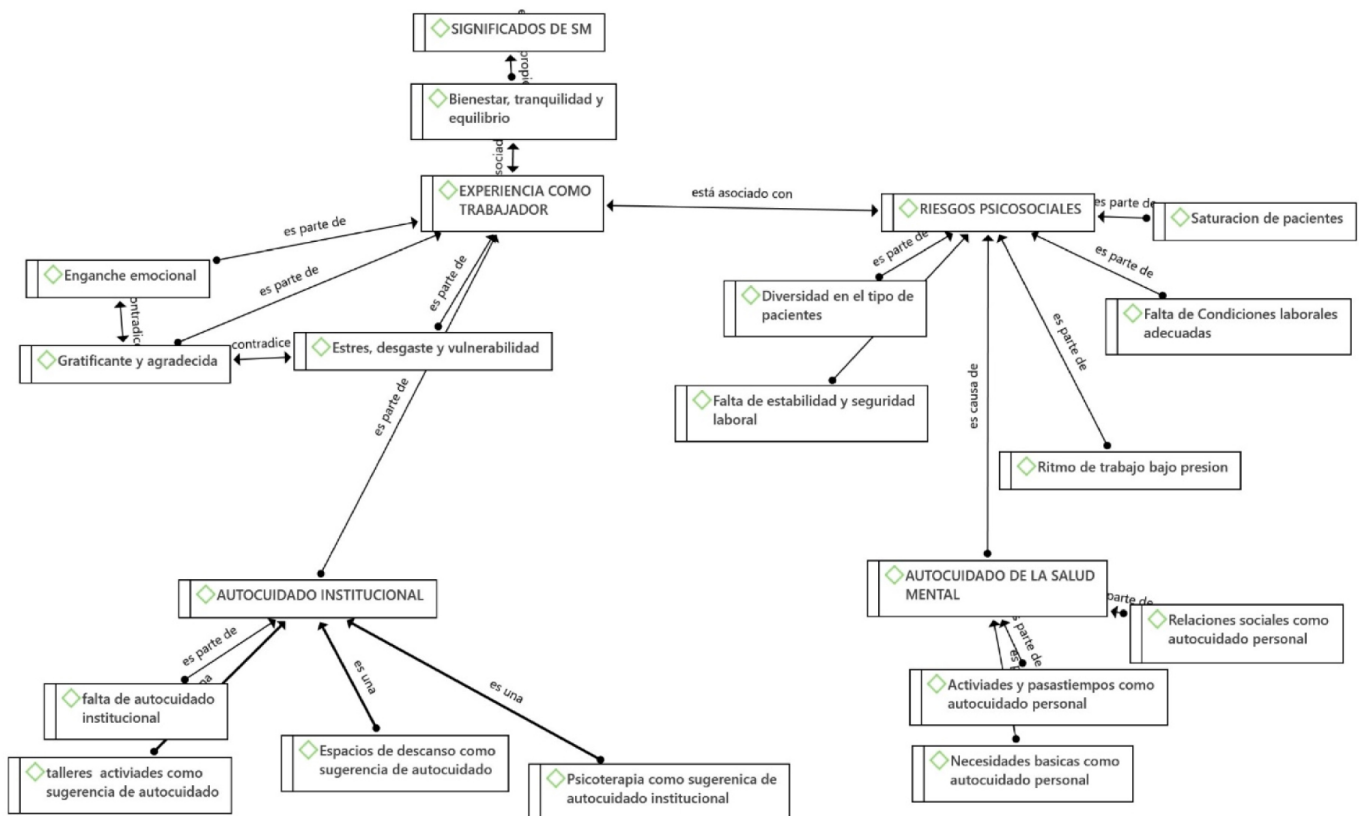 SIGNIFICADOS DE SM
Bienestar, tranquilidad y
equilibrio
EXPERIENCIA COMO
TRABAJADOR
está asociado con
RIESGOS PSICOSOCIALES
es parte de
Saturacion de pacientes
es parte de
Enganche emocional
es parte de
contradice
Gratificante y agradecida
es parte de
Estres, desgaste y vulnerabilidad
es parte de
Diversidad en el tipo de
pacientes
es parte de
Falta de Condiciones laborales
adecuadas
Falta de estabilidad y seguridad
laboral
es parte de
Ritmo de trabajo bajo presion
es causa de
es parte de
AUTOCUIDADO INSTITUCIONAL
AUTOCUIDADO DE LA SALUD
MENTAL
parte de
Relaciones sociales como
autocuidado personal
es parte de
falta de autocuidado
institucional
talleres activiades como
sugerencia de autocuidado
es una
Espacios de descanso como
sugerencia de autocuidado
es una
Psicoterapia como sugerenica de
autocuidado institucional
parte de
Activiades y pasastiempos como
autocuidado personal
Necesidades basicas como
autocuidado personal